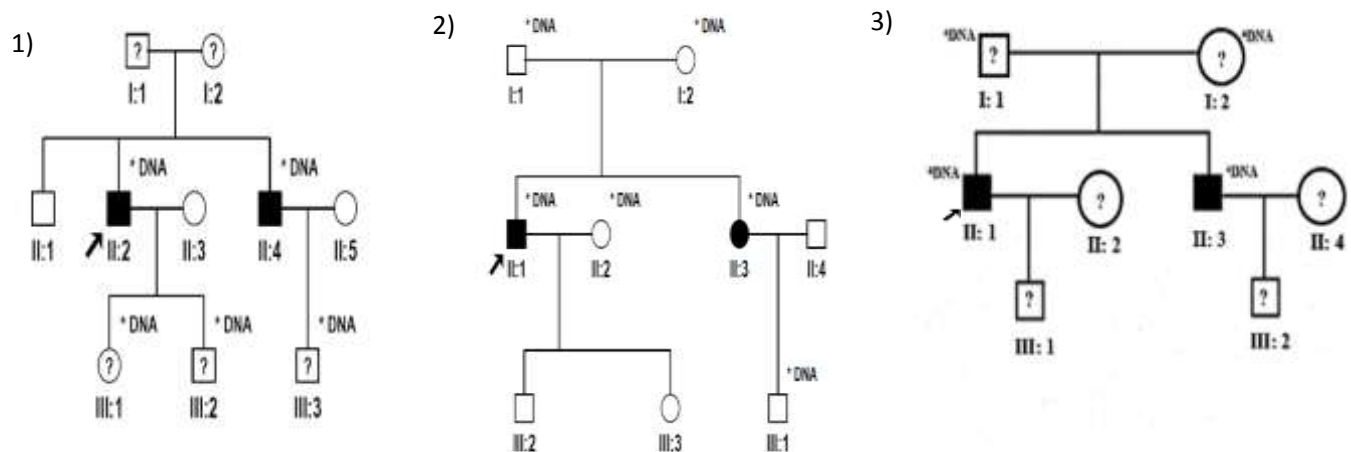 1)
? ?
I:1 I:2
* DNA * DNA
II:1 II:2 II:3 II:4 II:5
* DNA * DNA * DNA
? ? ?
III:1 III:2 III:3
2)
* DNA * DNA
I:1 I:2
* DNA * DNA * DNA
II:1 II:2 II:3 II:4
* DNA
III:2 III:3 III:1
3)
*DNA ? ? *DNA
I: 1 I: 2
*DNA *DNA
? ?
II: 1 II: 2 II: 3 II: 4
? ?
III: 1 III: 2